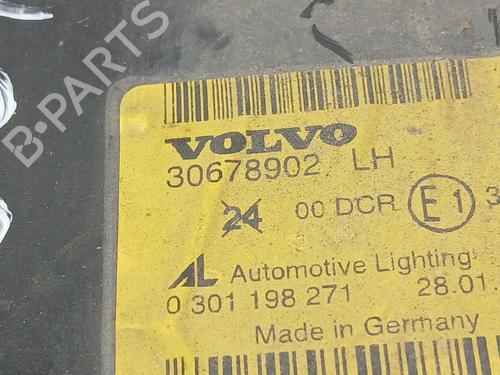 B-PARTS
VOLVO
30678902 LH
24 00 DCR E1 3
AL Automotive Lighting
0 301 198 271 28.01.
Made in Germany